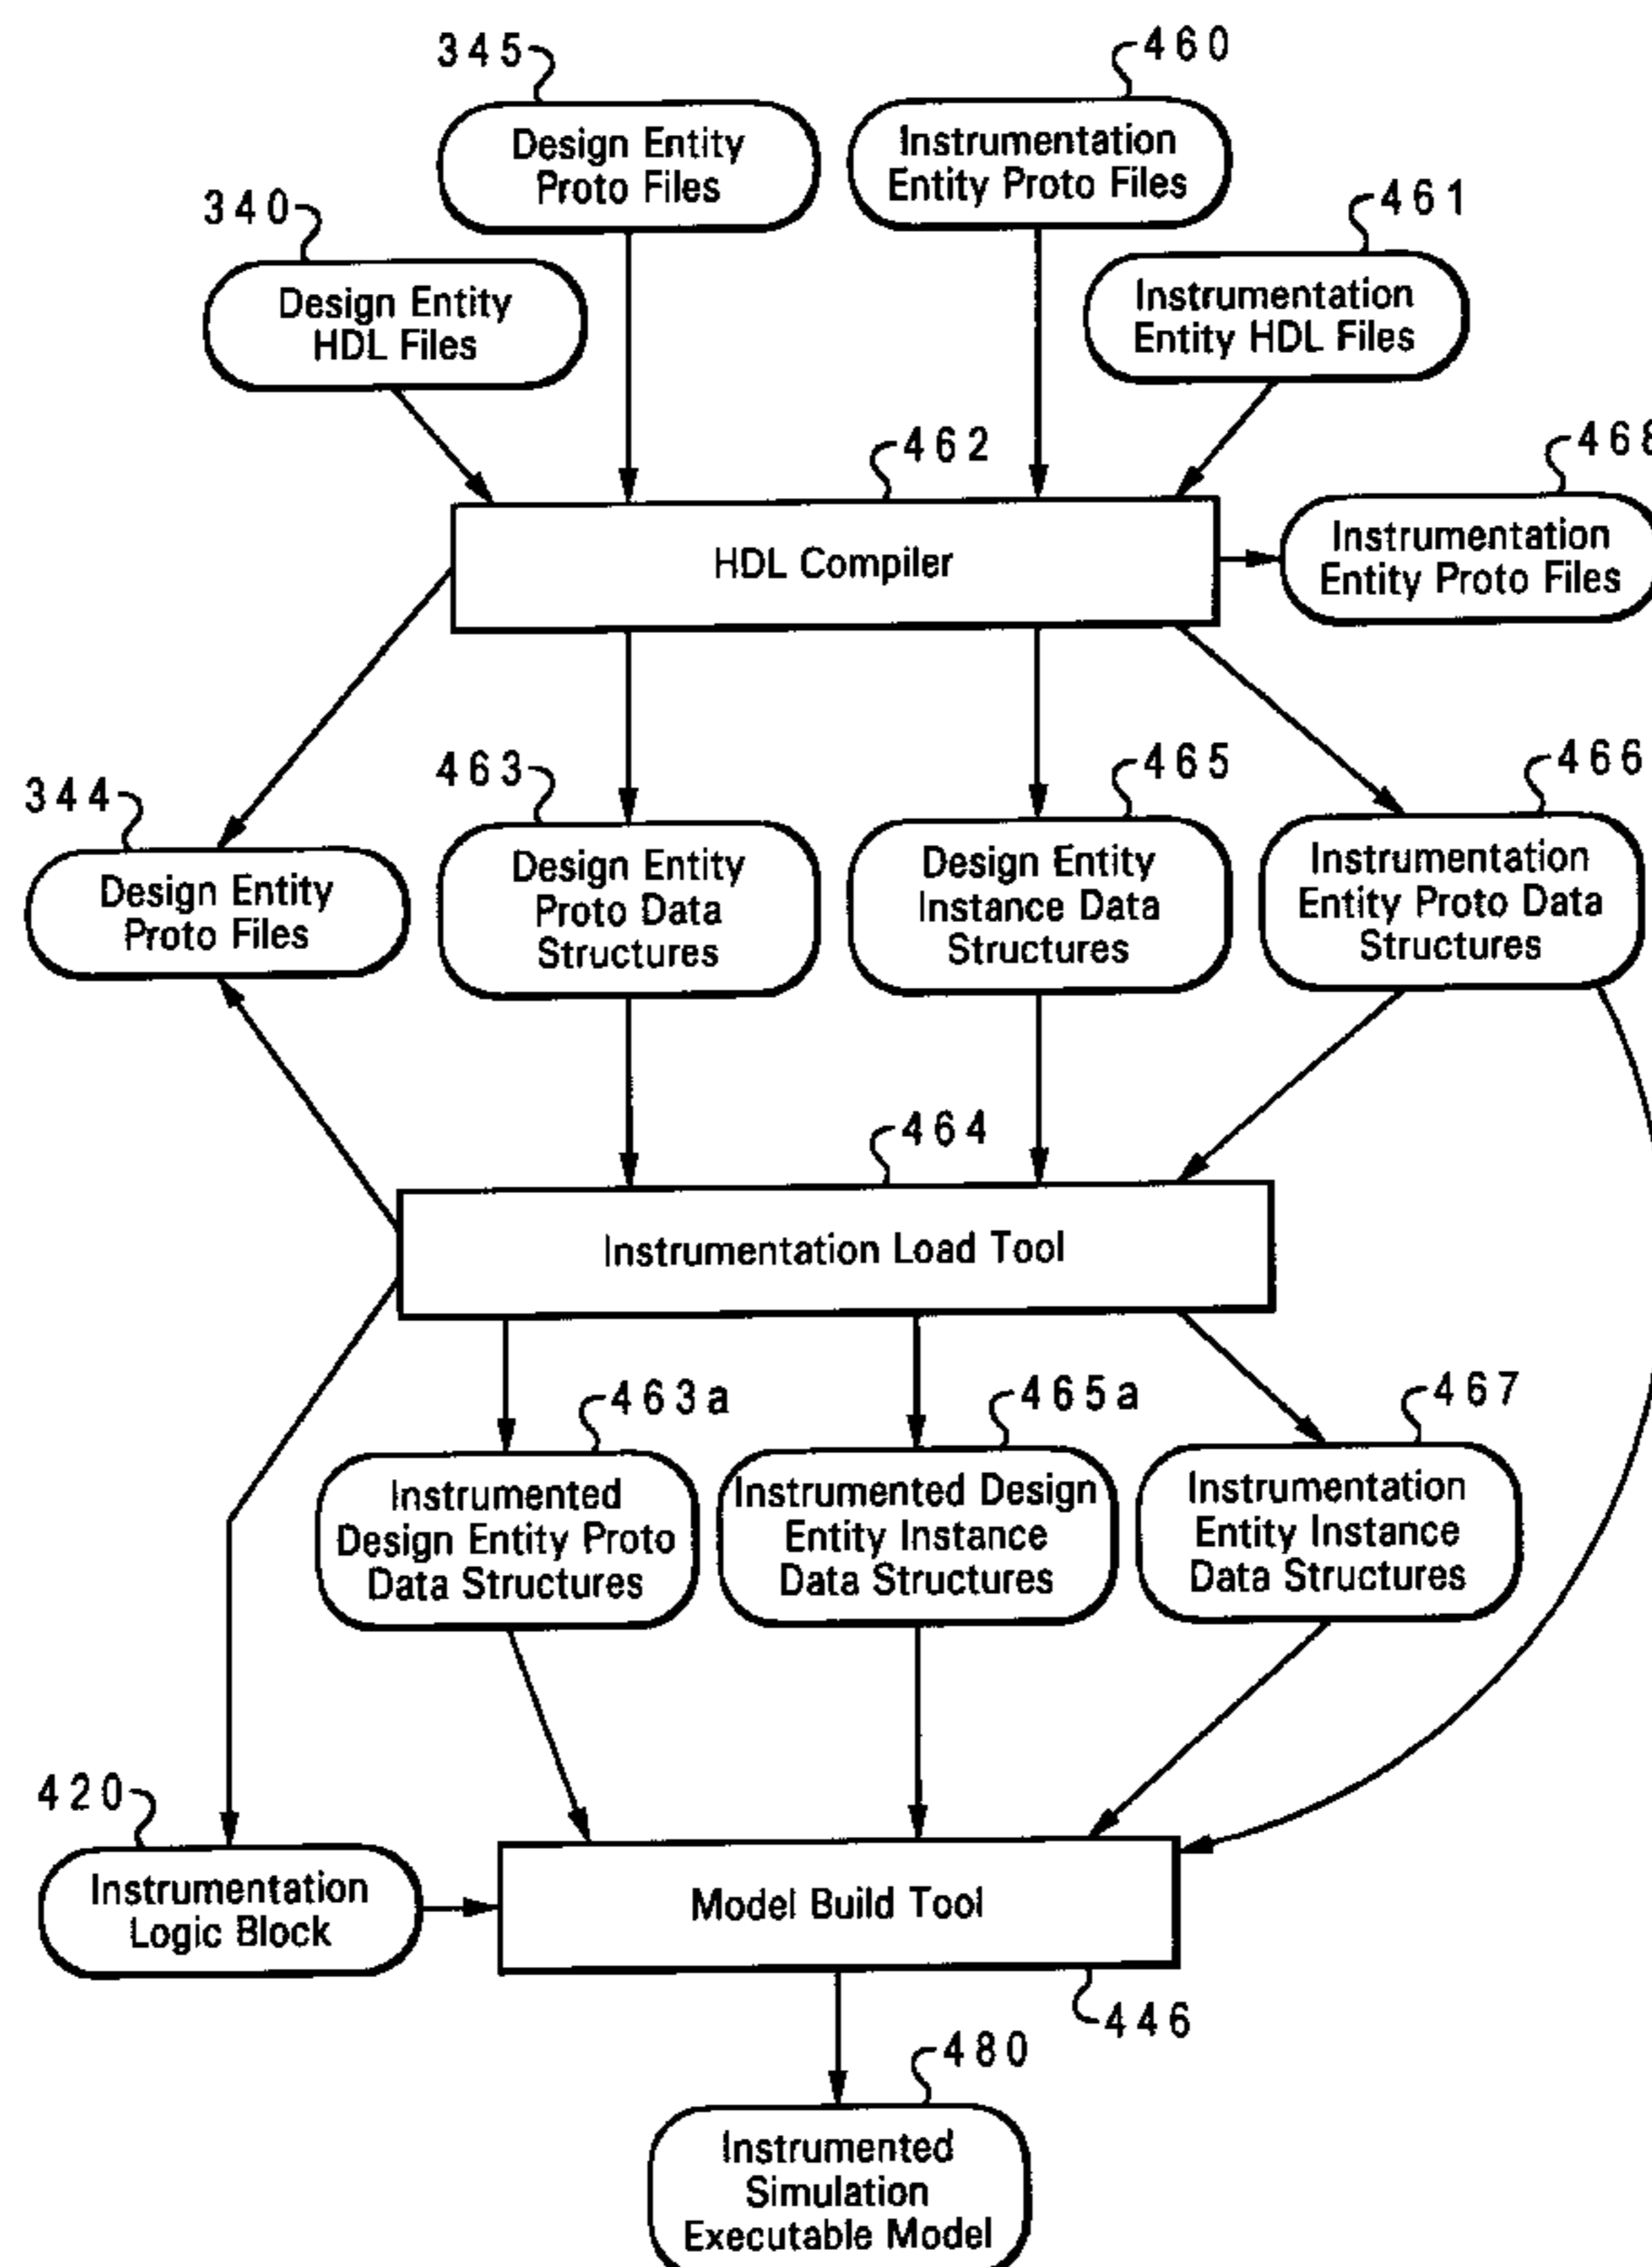 345
460
Design Entity
Proto Files
Instrumentation
Entity Proto Files
340
461
Design Entity
HDL Files
Instrumentation
Entity HDL Files
462
468
HDL Compiler
Instrumentation
Entity Proto Files
344
463
465
466
Design Entity
Proto Files
Design Entity
Proto Data
Structures
Design Entity
Instance Data
Structures
Instrumentation
Entity Proto Data
Structures
464
Instrumentation Load Tool
463a
465a
467
Instrumented
Design Entity Proto
Data Structures
Instrumented Design
Entity Instance
Data Structures
Instrumentation
Entity Instance
Data Structures
420
Instrumentation
Logic Block
Model Build Tool
446
480
Instrumented
Simulation
Executable Model